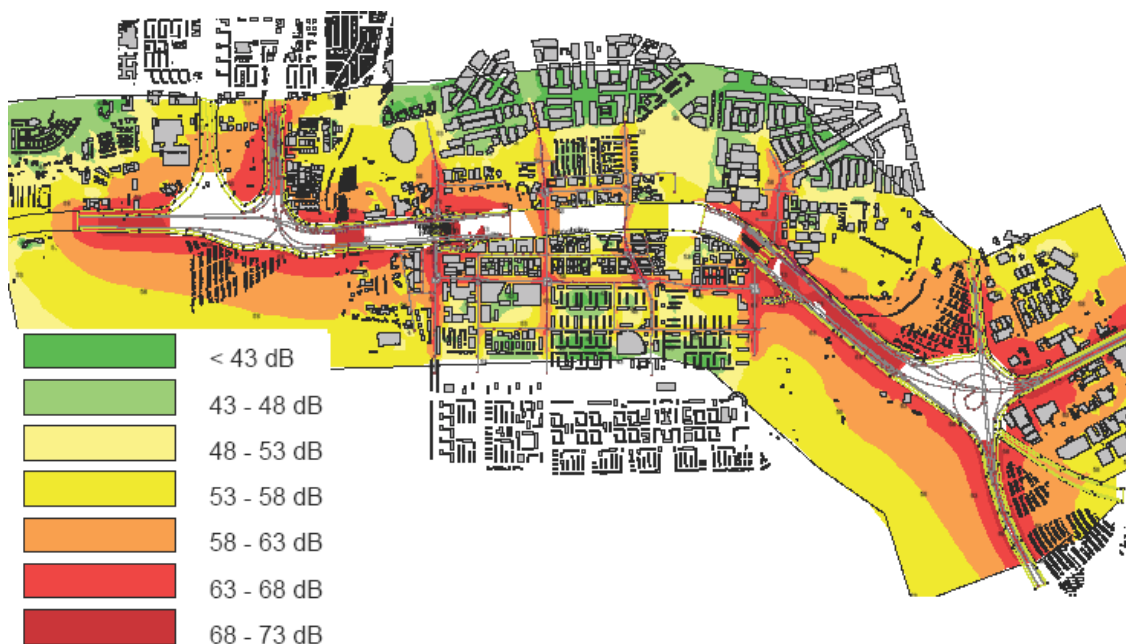 < 43 dB
43 - 48 dB
48 - 53 dB
53 - 58 dB
58 - 63 dB
63 - 68 dB
68 - 73 dB